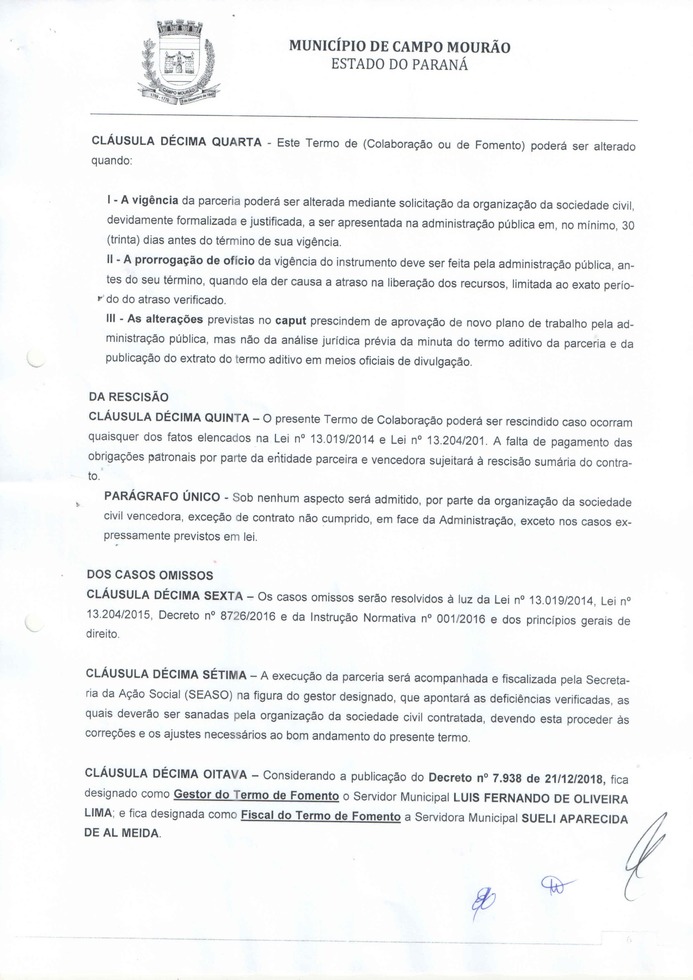 MUNICÍPIO DE CAMPO MOURÃO
ESTADO DO PARANÁ
CAMPO MOURÃO
CLÁUSULA DÉCIMA QUARTA - Este Termo de (Colaboração ou de Fomento) poderá ser alterado
quando:
I - A vigência da parceria poderá ser alterada mediante solicitação da organização da sociedade civil,
devidamente formalizada e justificada, a ser apresentada na administração pública em, no mínimo, 30
(trinta) dias antes do término de sua vigência.
II - A prorrogação de ofício da vigência do instrumento deve ser feita pela administração pública, an-
tes do seu término, quando ela der causa a atraso na liberação dos recursos, limitada ao exato perío-
do do atraso verificado.
III - As alterações previstas no caput prescindem de aprovação de novo plano de trabalho pela ad-
ministração pública, mas não da análise jurídica prévia da minuta do termo aditivo da parceria e da
publicação do extrato do termo aditivo em meios oficiais de divulgação.
DA RESCISÃO
CLÁUSULA DÉCIMA QUINTA – O presente Termo de Colaboração poderá ser rescindido caso ocorram
quaisquer dos fatos elencados na Lei nº 13.019/2014 e Lei nº 13.204/201. A falta de pagamento das
obrigações patronais por parte da entidade parceira e vencedora sujeitará à rescisão sumária do contra-
to.
PARÁGRAFO ÚNICO - Sob nenhum aspecto será admitido, por parte da organização da sociedade
civil vencedora, exceção de contrato não cumprido, em face da Administração, exceto nos casos ex-
pressamente previstos em lei.
DOS CASOS OMISSOS
CLÁUSULA DÉCIMA SEXTA – Os casos omissos serão resolvidos à luz da Lei nº 13.019/2014, Lei nº
13.204/2015, Decreto nº 8726/2016 e da Instrução Normativa nº 001/2016 e dos princípios gerais de
direito.
CLÁUSULA DÉCIMA SÉTIMA – A execução da parceria será acompanhada e fiscalizada pela Secreta-
ria da Ação Social (SEASO) na figura do gestor designado, que apontará as deficiências verificadas, as
quais deverão ser sanadas pela organização da sociedade civil contratada, devendo esta proceder às
correções e os ajustes necessários ao bom andamento do presente termo.
CLÁUSULA DÉCIMA OITAVA – Considerando a publicação do Decreto nº 7.938 de 21/12/2018, fica
designado como Gestor do Termo de Fomento o Servidor Municipal LUIS FERNANDO DE OLIVEIRA
LIMA; e fica designada como Fiscal do Termo de Fomento a Servidora Municipal SUELI APARECIDA
DE AL MEIDA.